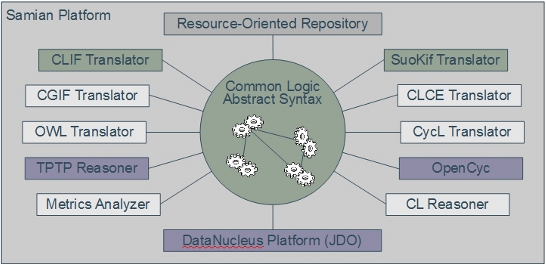 Samian Platform
Resource-Oriented Repository
CLIF Translator
SuoKif Translator
Common Logic
Abstract Syntax
CGIF Translator
CLCE Translator
OWL Translator
CycL Translator
TPTP Reasoner
OpenCyc
Metrics Analyzer
CL Reasoner
DataNucleus Platform (JDO)